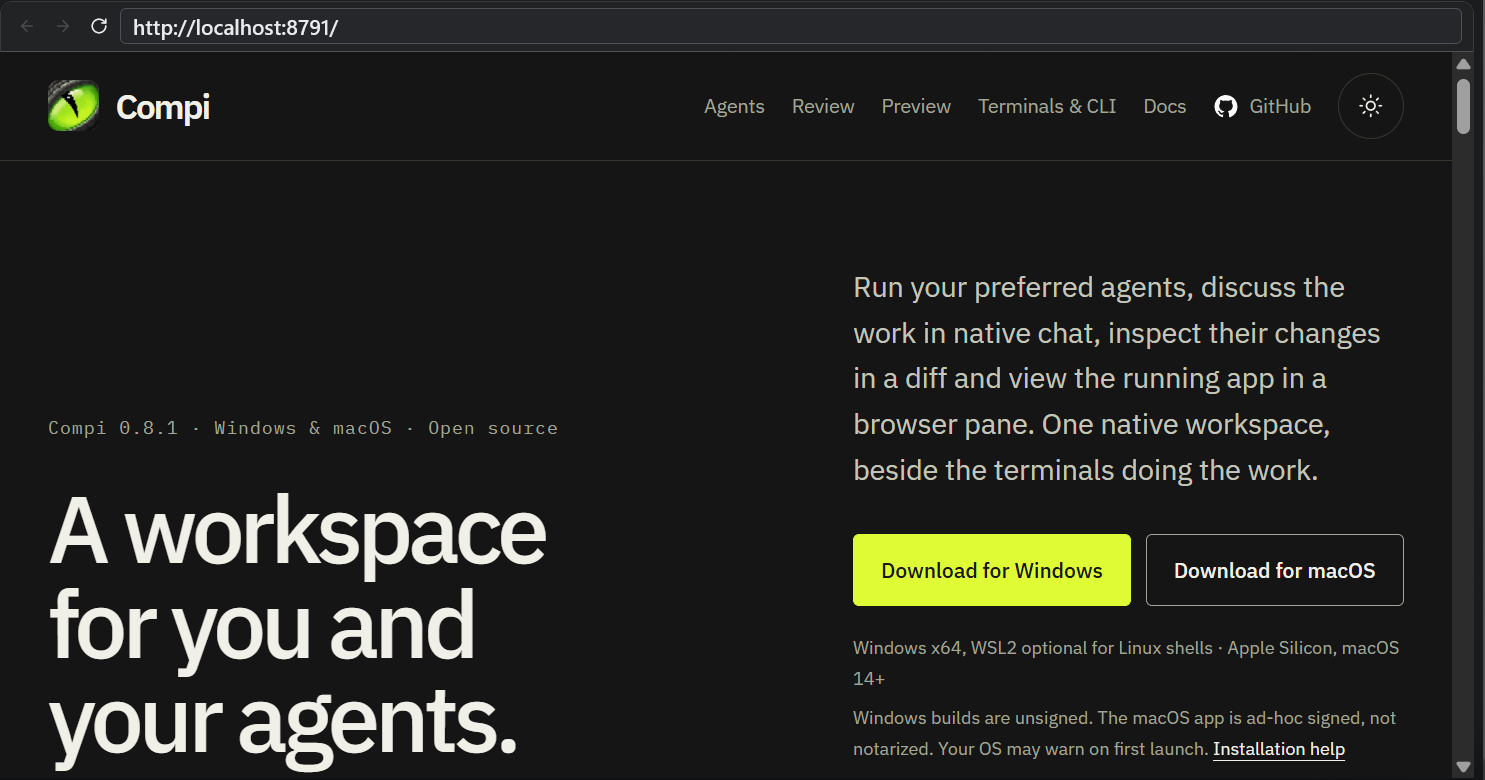 http://localhost:8791/
Compi
Agents
Review
Preview
Terminals & CLI
Docs
GitHub
Compi 0.8.1 · Windows & macOS · Open source
A workspace
for you and
your agents.
Run your preferred agents, discuss the
work in native chat, inspect their changes
in a diff and view the running app in a
browser pane. One native workspace,
beside the terminals doing the work.
Download for Windows
Download for macOS
Windows x64, WSL2 optional for Linux shells · Apple Silicon, macOS
14+
Windows builds are unsigned. The macOS app is ad-hoc signed, not
notarized. Your OS may warn on first launch. Installation help